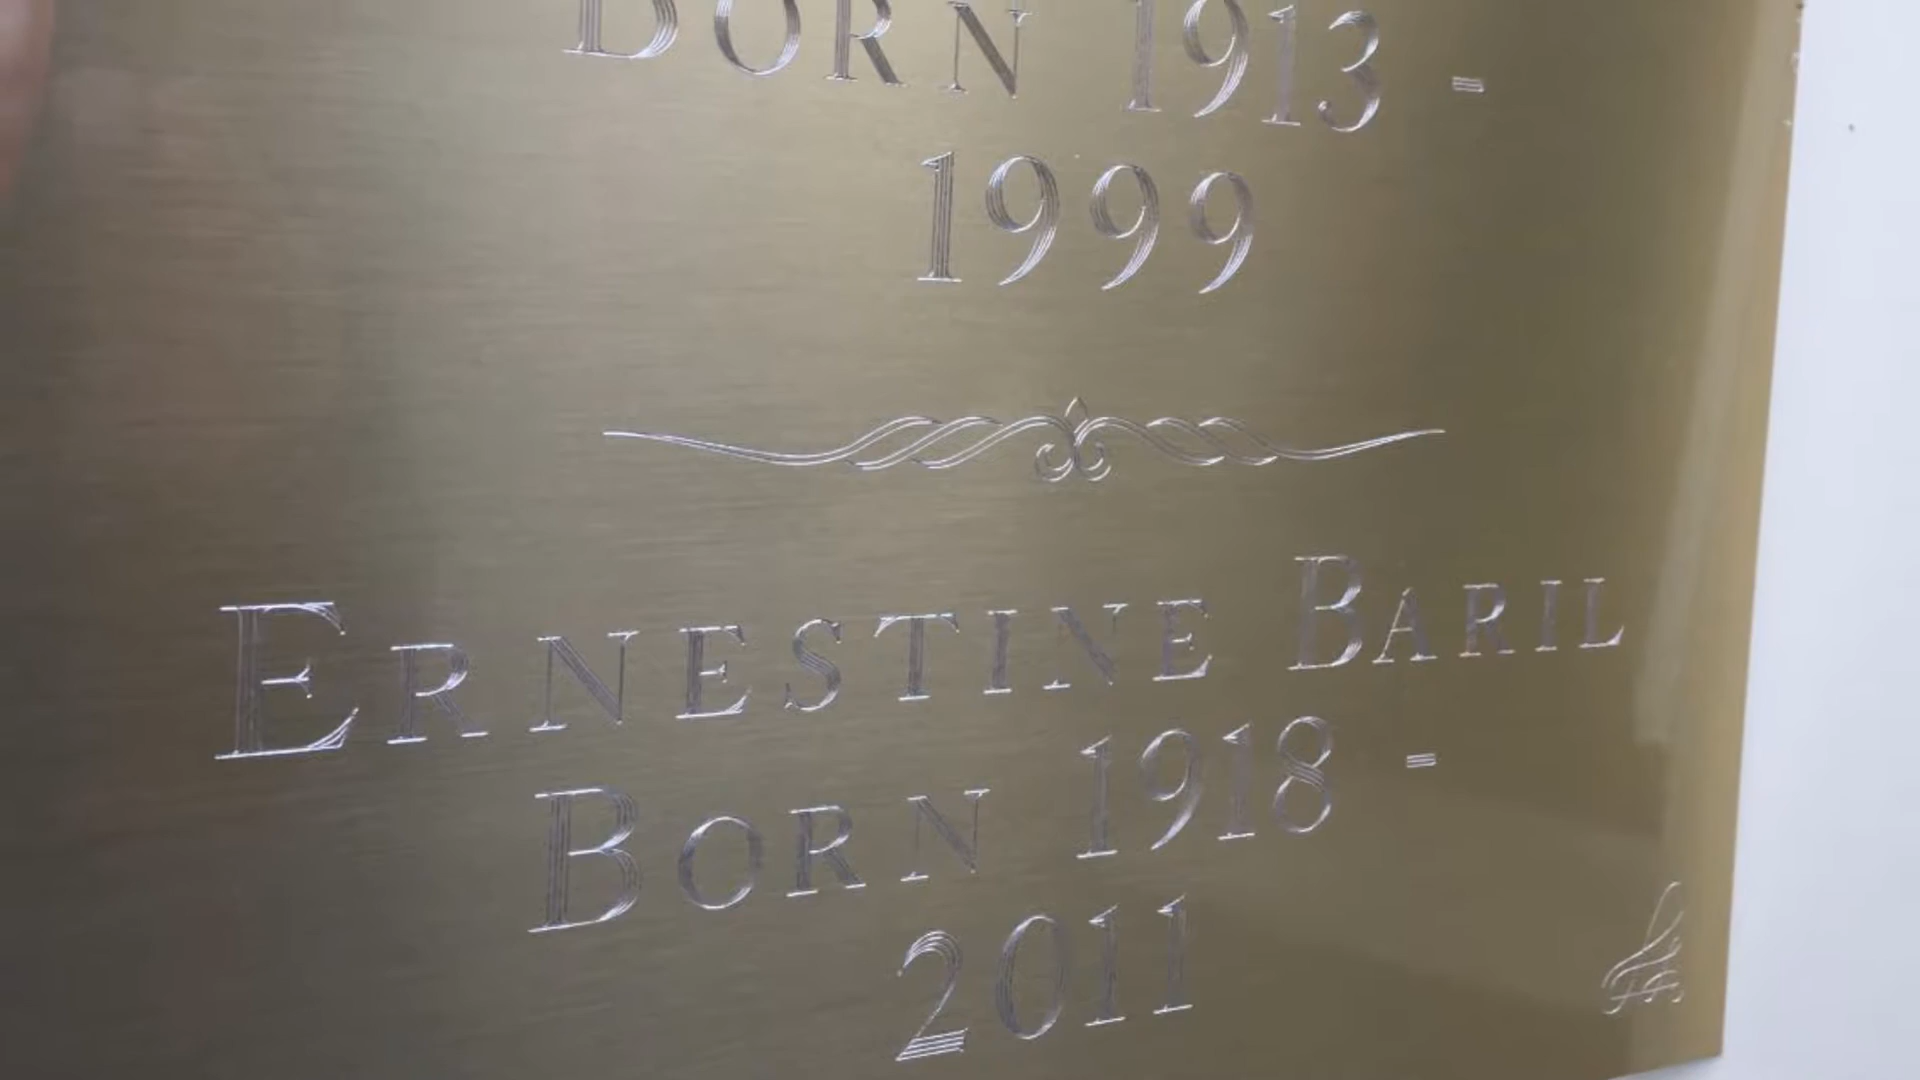 BORN 1913 -
1999
ERNESTINE BARIL
BORN 1918 -
2011